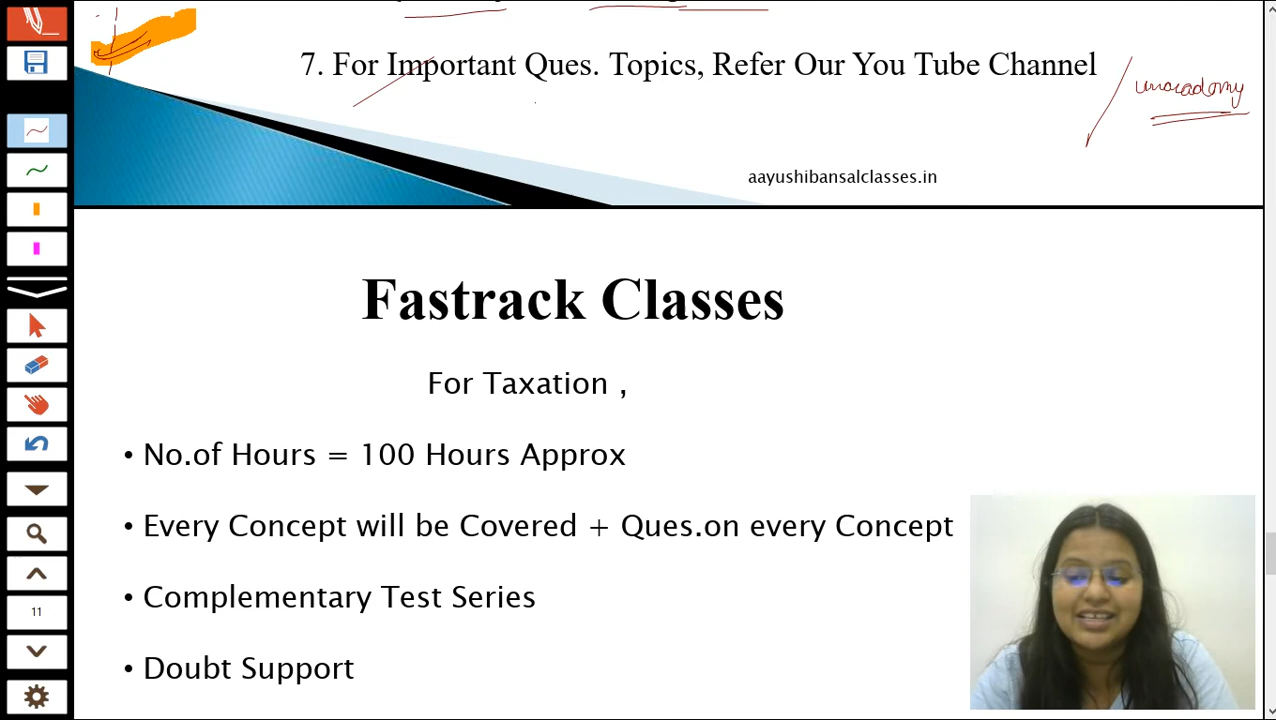 7. For Important Ques. Topics, Refer Our You Tube Channel
unacademy
aayushibansalclasses.in
Fastrack Classes
For Taxation ,
• No.of Hours = 100 Hours Approx
• Every Concept will be Covered + Ques.on every Concept
• Complementary Test Series
• Doubt Support
11